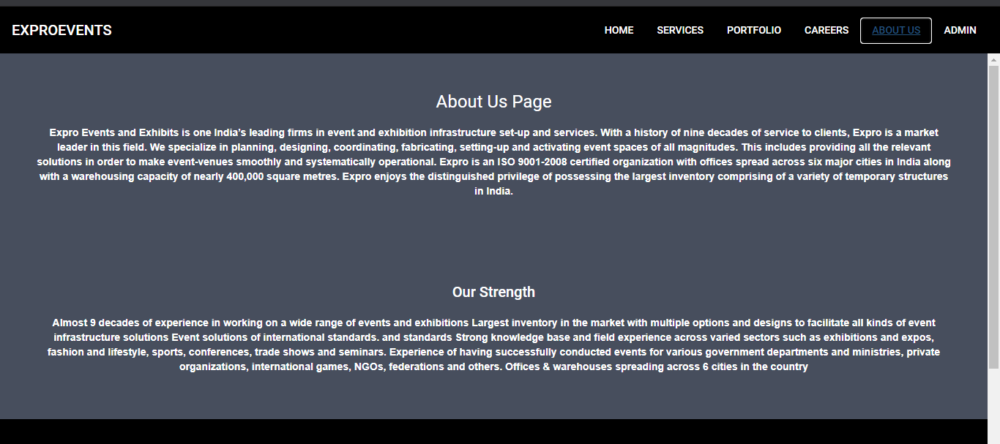 EXPROEVENTS
HOME SERVICES PORTFOLIO CAREERS ABOUT US ADMIN
About Us Page
Expro Events and Exhibits is one India’s leading firms in event and exhibition infrastructure set-up and services. With a history of nine decades of service to clients, Expro is a market
leader in this field. We specialize in planning, designing, coordinating, fabricating, setting-up and activating event spaces of all magnitudes. This includes providing all the relevant
solutions in order to make event-venues smoothly and systematically operational. Expro is an ISO 9001-2008 certified organization with offices spread across six major cities in India along
with a warehousing capacity of nearly 400,000 square metres. Expro enjoys the distinguished privilege of possessing the largest inventory comprising of a variety of temporary structures
in India.
Our Strength
Almost 9 decades of experience in working on a wide range of events and exhibitions Largest inventory in the market with multiple options and designs to facilitate all kinds of event
infrastructure solutions Event solutions of international standards. and standards Strong knowledge base and field experience across varied sectors such as exhibitions and expos,
fashion and lifestyle, sports, conferences, trade shows and seminars. Experience of having successfully conducted events for various government departments and ministries, private
organizations, international games, NGOs, federations and others. Offices & warehouses spreading across 6 cities in the country